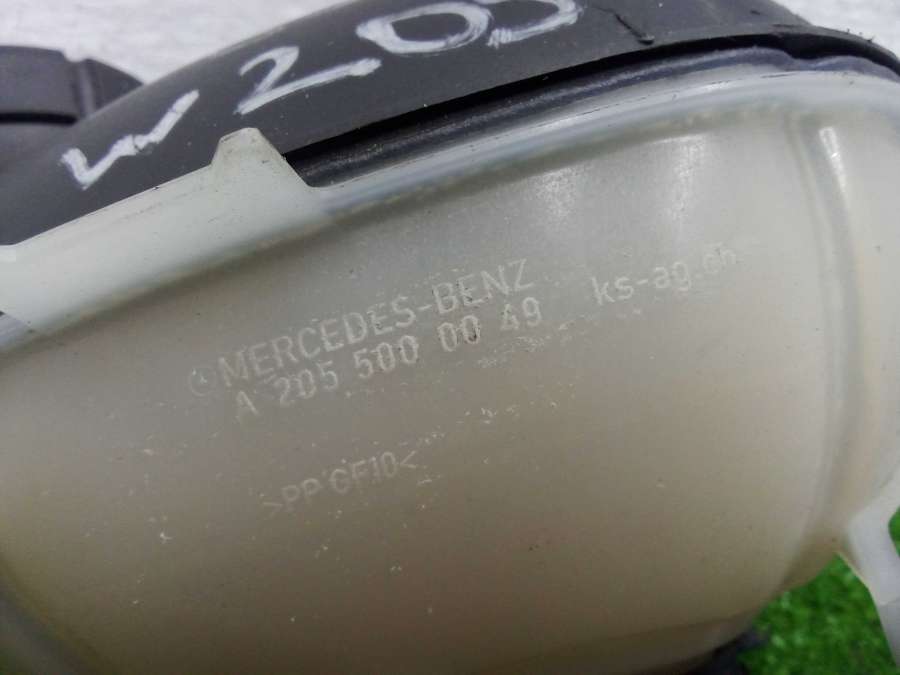 W205
MERCEDES-BENZ
A 205 500 00 49 ks-ag.ch
>PP GF10<